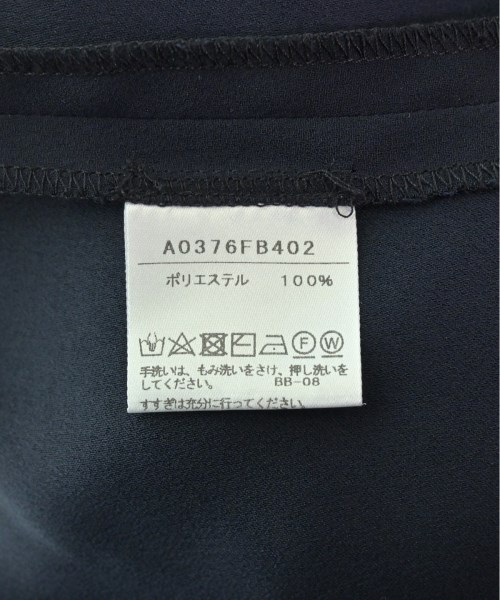 A0376FB402
ポリエステル 100%
F W
手洗いは、もみ洗いをさけ、押し洗いを
してください。 BB-08
すすぎは充分に行ってください。